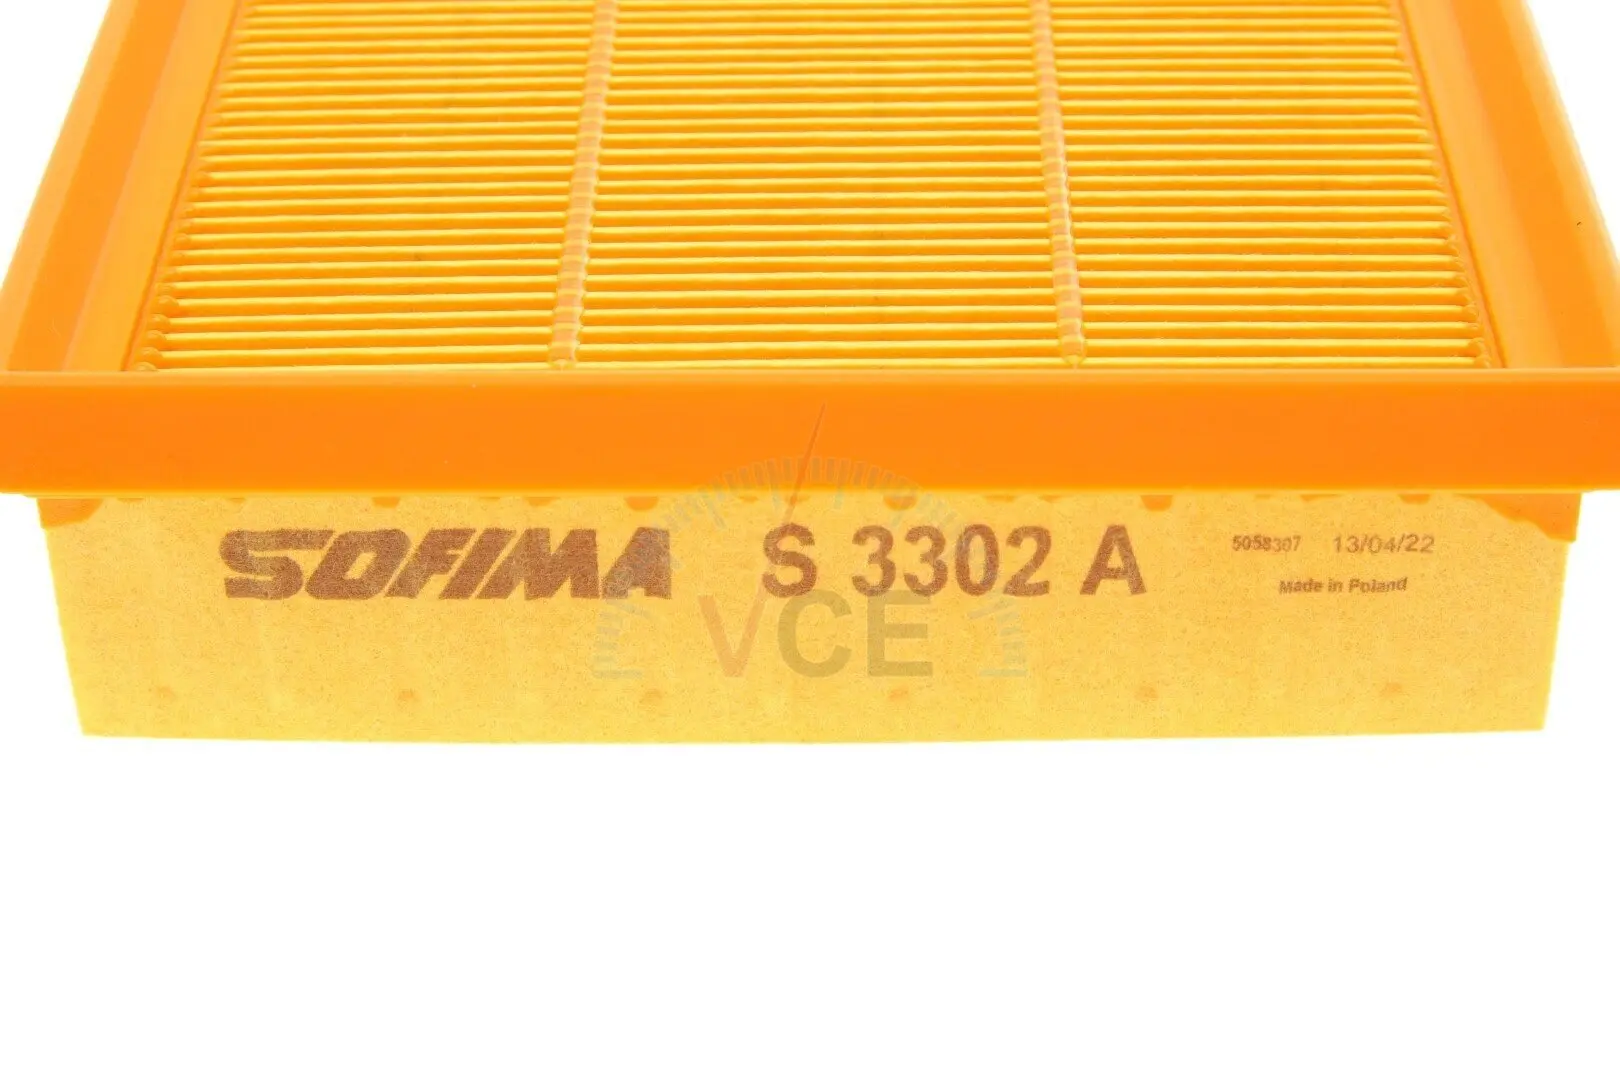 SOFIMA S 3302 A 5058307 13/04/22
Made in Poland
VCE